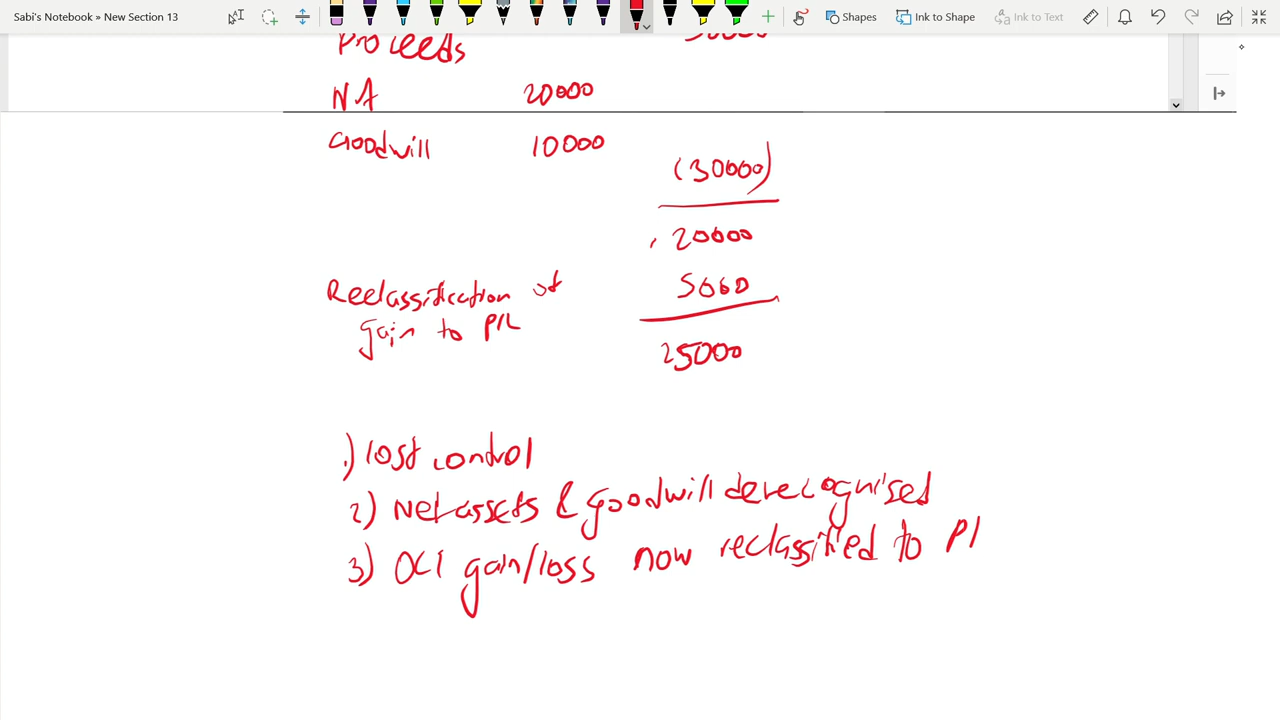 Sabi's Notebook » New Section 13
Shapes
Ink to Shape
Ink to Text
Proceeds
NA 20000
Goodwill 10000
(30000)
20000
Reclassification of 5000
gain to P/L
25000
1) lost control
2) Net assets & goodwill derecognised
3) OCI gain/loss now reclassified to P/